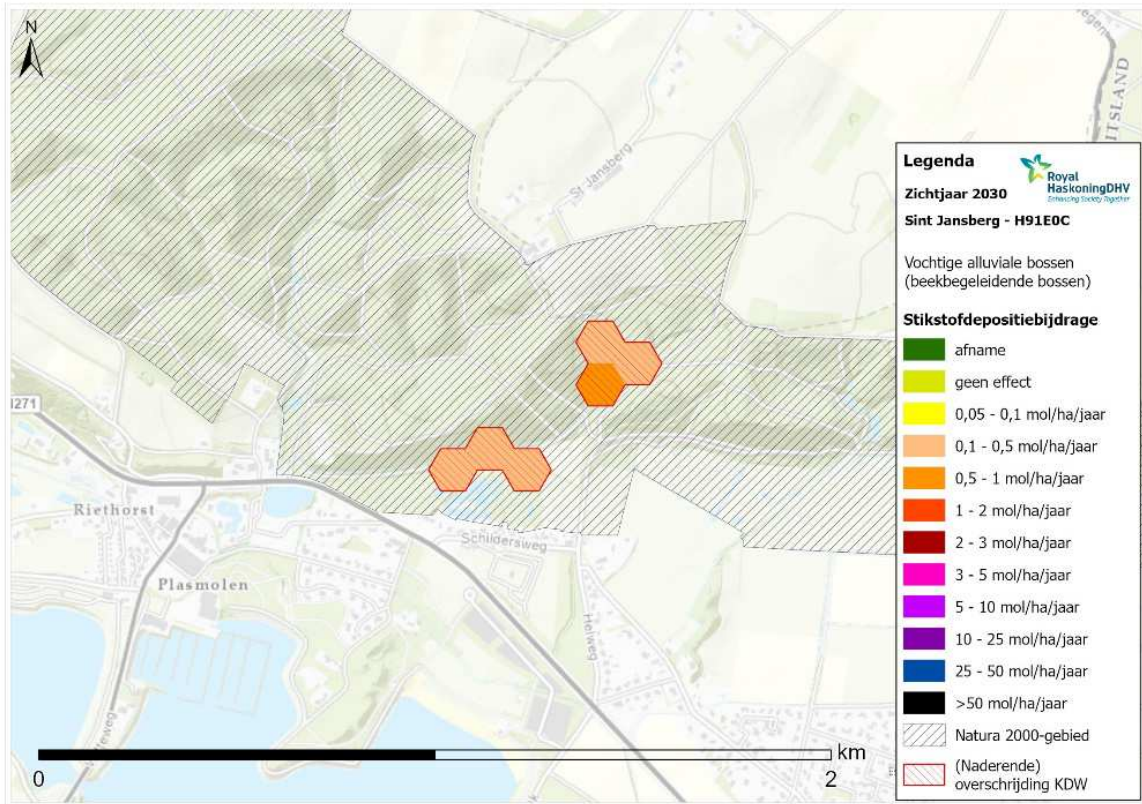 N
St Jansberg
ITSLAND
N271
Riethorst
Plasmolen
Schildersweg
Heiweg
km
0
2
Legenda
Royal
HaskoningDHV
Enhancing Society Together
Zichtjaar 2030
Sint Jansberg - H91E0C
Vochtige alluviale bossen
(beekbegeleidende bossen)
Stikstofdepositiebijdrage
afname
geen effect
0,05 - 0,1 mol/ha/jaar
0,1 - 0,5 mol/ha/jaar
0,5 - 1 mol/ha/jaar
1 - 2 mol/ha/jaar
2 - 3 mol/ha/jaar
3 - 5 mol/ha/jaar
5 - 10 mol/ha/jaar
10 - 25 mol/ha/jaar
25 - 50 mol/ha/jaar
>50 mol/ha/jaar
Natura 2000-gebied
(Naderende)
overschrijding KDW